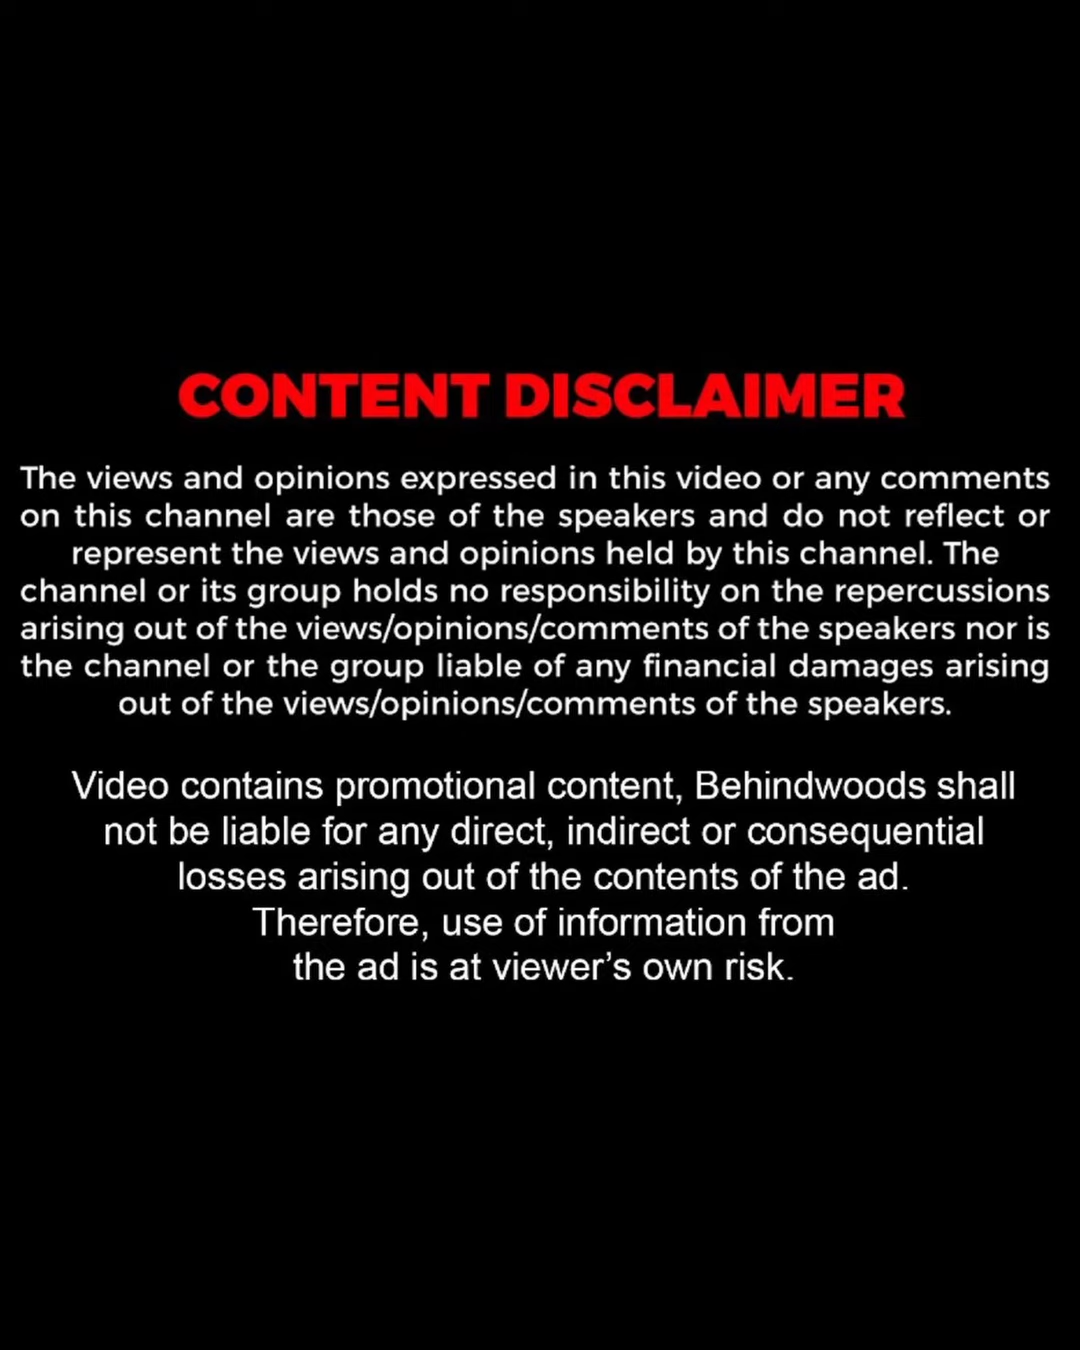 CONTENT DISCLAIMER
The views and opinions expressed in this video or any comments
on this channel are those of the speakers and do not reflect or
represent the views and opinions held by this channel. The
channel or its group holds no responsibility on the repercussions
arising out of the views/opinions/comments of the speakers nor is
the channel or the group liable of any financial damages arising
out of the views/opinions/comments of the speakers.
Video contains promotional content, Behindwoods shall
not be liable for any direct, indirect or consequential
losses arising out of the contents of the ad.
Therefore, use of information from
the ad is at viewer’s own risk.